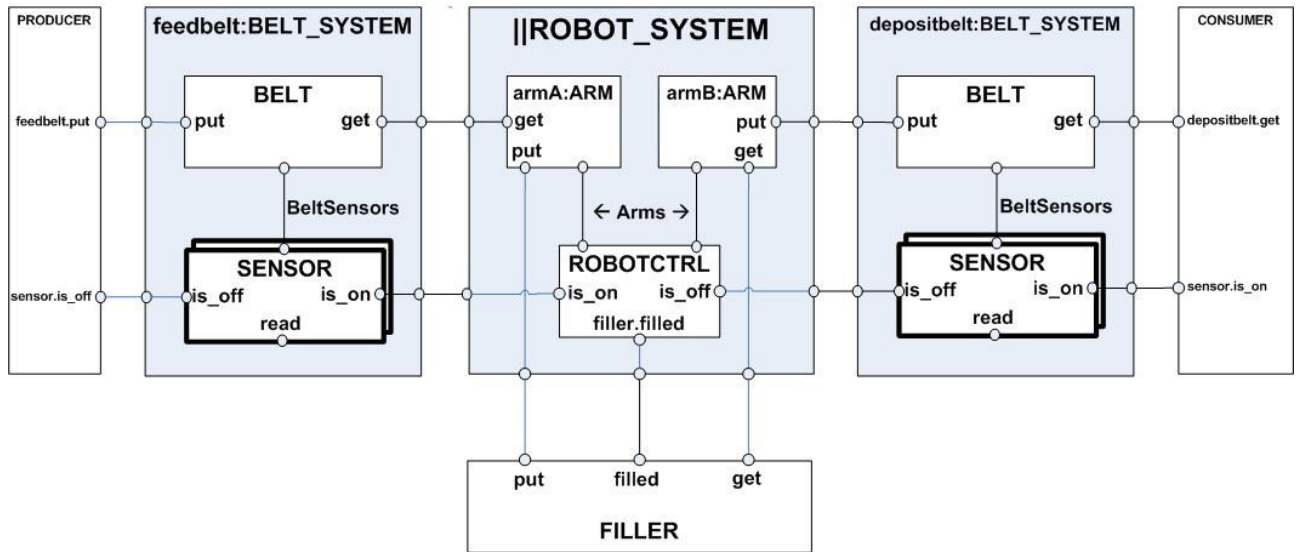 PRODUCER
feedbelt.put
sensor.is_off
feedbelt:BELT_SYSTEM
BELT
put
get
BeltSensors
SENSOR
is_off
is_on
read
||ROBOT_SYSTEM
armA:ARM
get
put
armB:ARM
put
get
← Arms →
ROBOTCTRL
is_on
is_off
filler.filled
depositbelt:BELT_SYSTEM
BELT
put
get
BeltSensors
SENSOR
is_off
is_on
read
CONSUMER
depositbelt.get
sensor.is_on
put
filled
get
FILLER